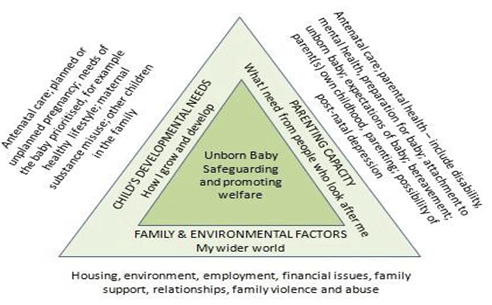 Antenatal care; planned or
unplanned pregnancy, needs of
the baby prioritised, for example
healthy lifestyle; maternal
substance misuse; other children
in the family
CHILD'S DEVELOPMENTAL NEEDS
How I grow and develop
Unborn Baby
Safeguarding
and promoting
welfare
PARENTING CAPACITY
What I need from people who look after me
Antenatal care; parental health – include disability,
mental health, preparation for baby; attachment to
unborn baby; expectations of baby; bereavement;
parent(s) own childhood, parenting; possibility of
post-natal depression
FAMILY & ENVIRONMENTAL FACTORS
My wider world
Housing, environment, employment, financial issues, family
support, relationships, family violence and abuse